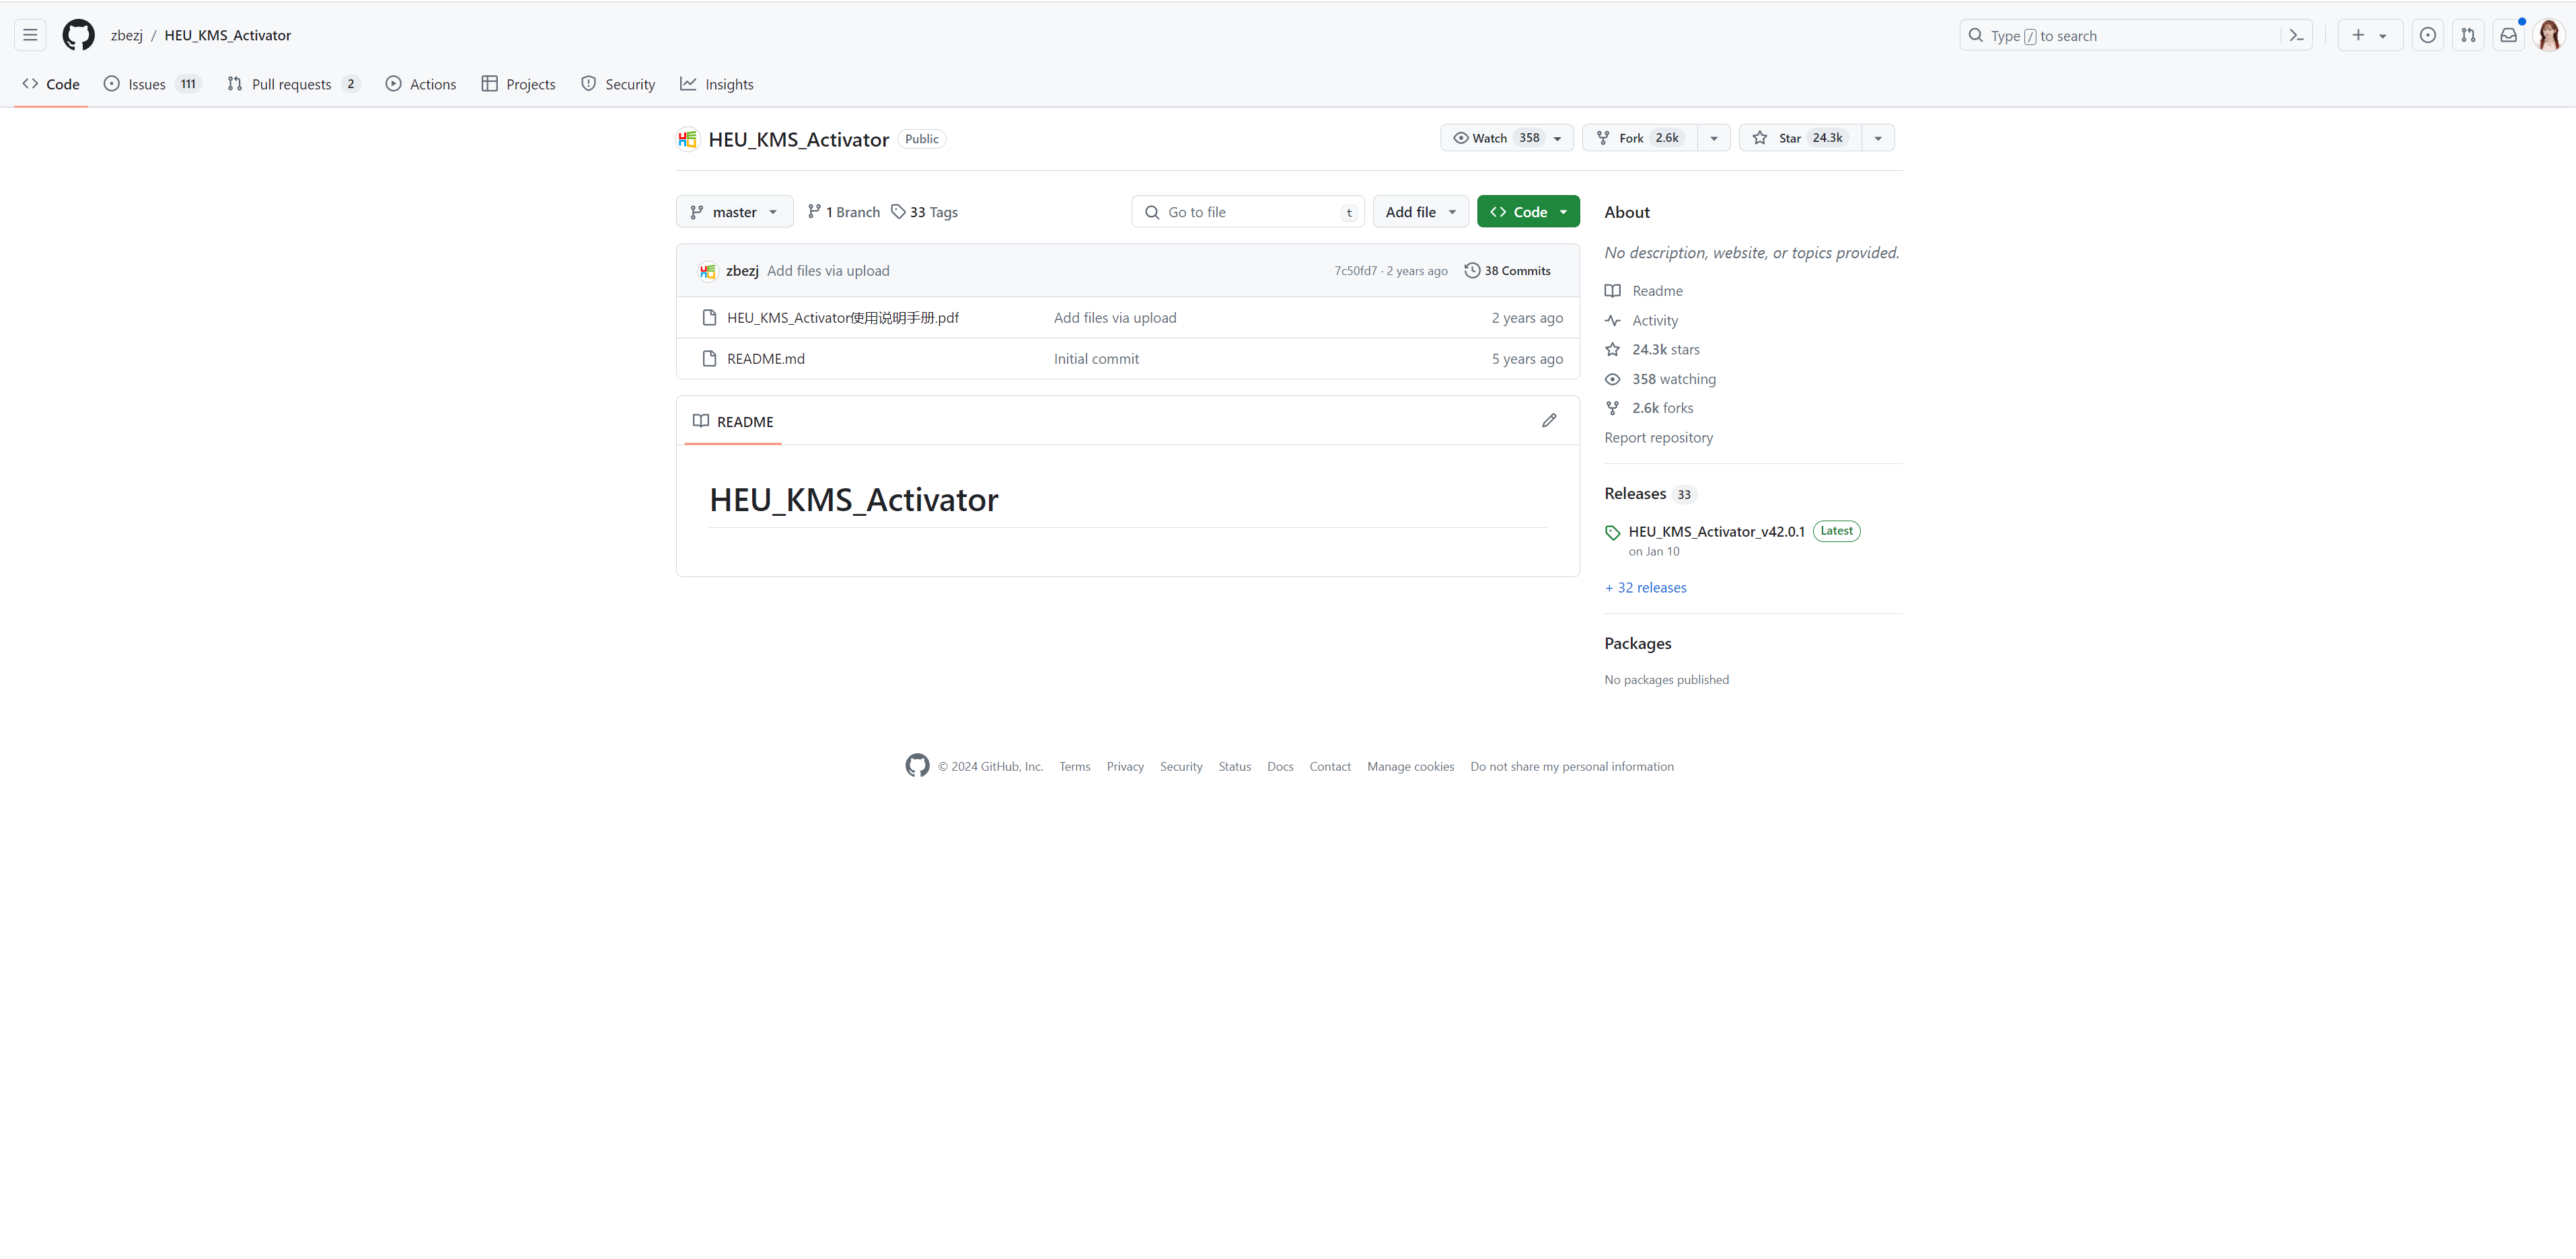 zbezj / HEU_KMS_Activator
Type / to search
Code
Issues 111
Pull requests 2
Actions
Projects
Security
Insights
HEU_KMS_Activator Public
Watch 358
Fork 2.6k
Star 24.3k
master
1 Branch
33 Tags
Go to file t
Add file
Code
zbezj Add files via upload 7c50fd7 · 2 years ago 38 Commits
HEU_KMS_Activator使用说明手册.pdf Add files via upload 2 years ago
README.md Initial commit 5 years ago
README
HEU_KMS_Activator
About
No description, website, or topics provided.
Readme
Activity
24.3k stars
358 watching
2.6k forks
Report repository
Releases 33
HEU_KMS_Activator_v42.0.1 Latest
on Jan 10
+ 32 releases
Packages
No packages published
© 2024 GitHub, Inc. Terms Privacy Security Status Docs Contact Manage cookies Do not share my personal information